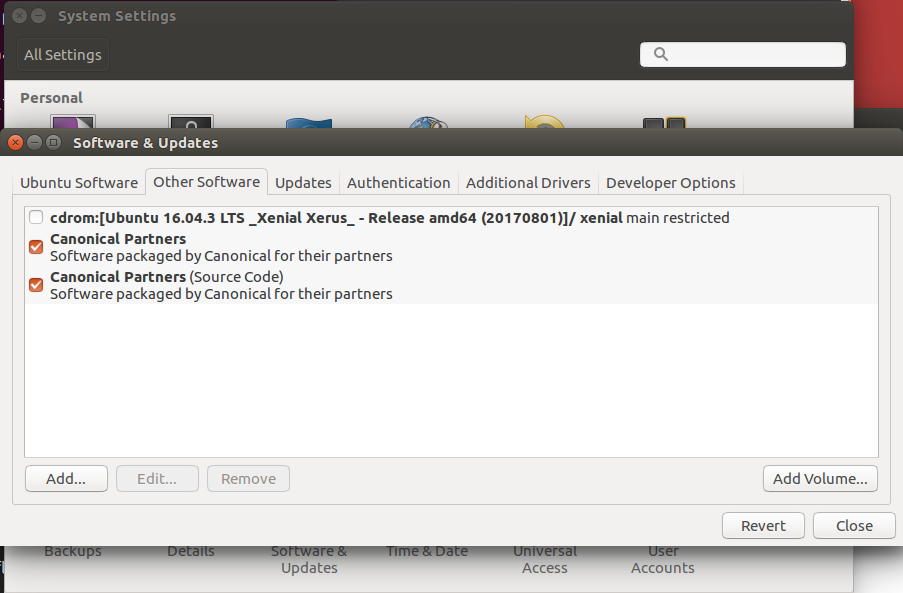 System Settings
All Settings
Personal
Software & Updates
Ubuntu Software
Other Software
Updates
Authentication
Additional Drivers
Developer Options
cdrom:[Ubuntu 16.04.3 LTS _Xenial Xerus_ - Release amd64 (20170801)]/ xenial main restricted
Canonical Partners
Software packaged by Canonical for their partners
Canonical Partners (Source Code)
Software packaged by Canonical for their partners
Add...
Edit...
Remove
Add Volume...
Revert
Close
Backups
Details
Software &
Updates
Time & Date
Universal
Access
User
Accounts